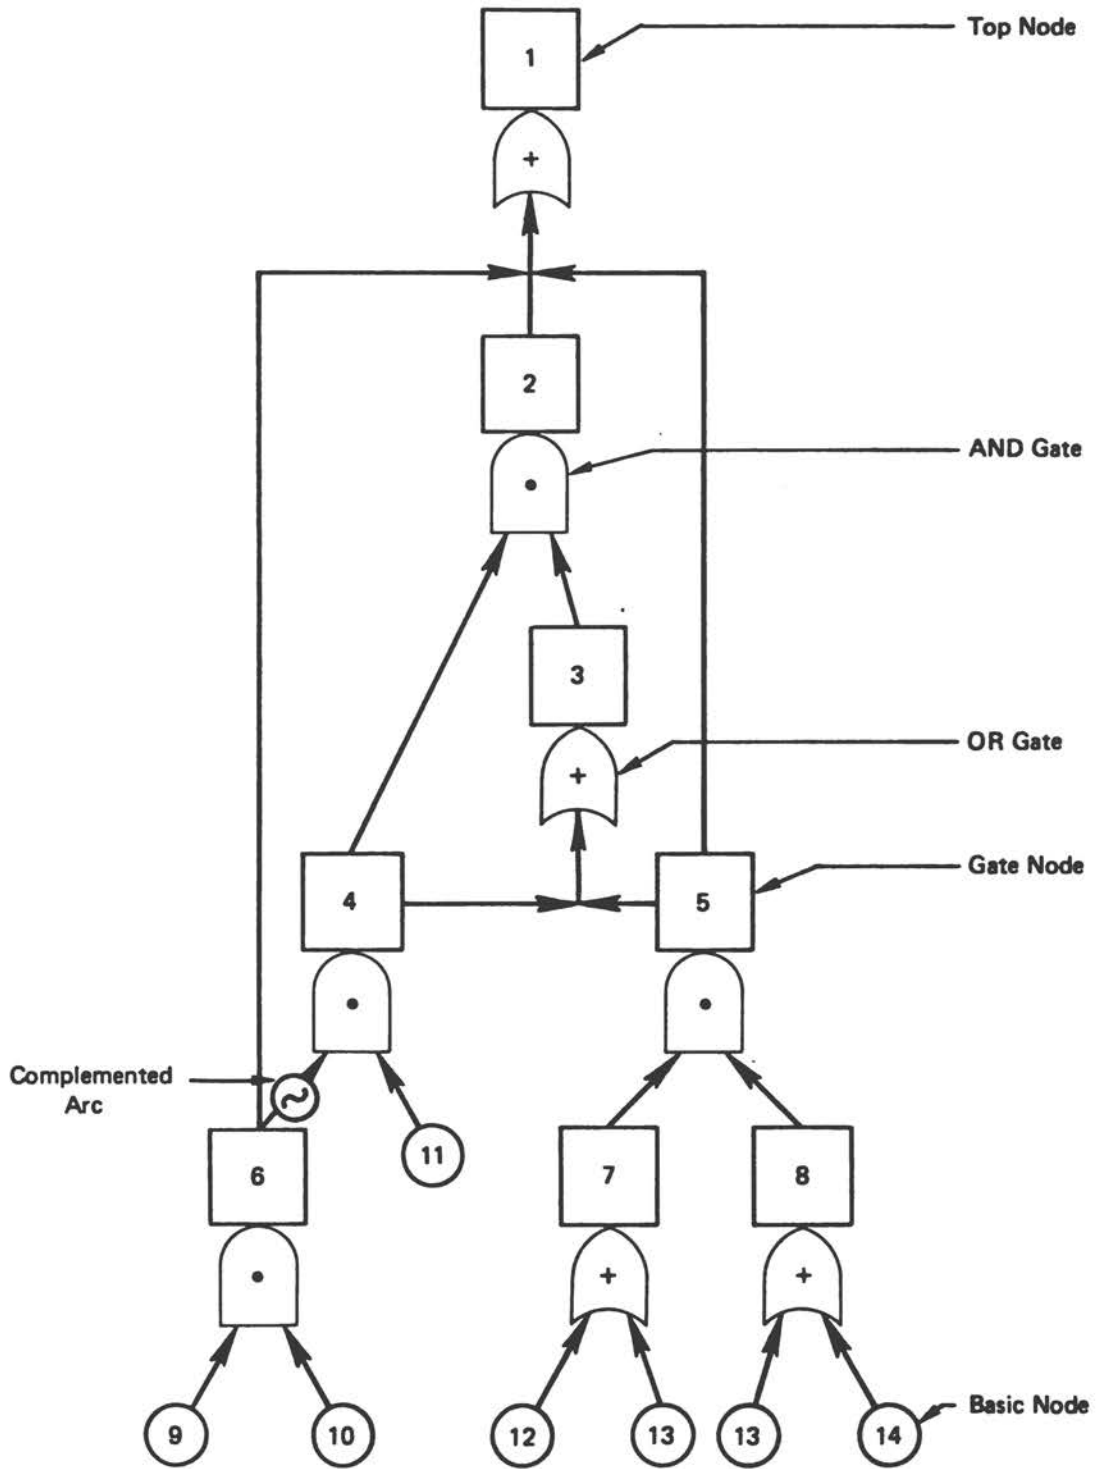 1
Top Node
+
2
AND Gate
3
OR Gate
+
4
5
Gate Node
Complemented
Arc
~
11
6
7
8
+
+
9
10
12
13
13
14
Basic Node